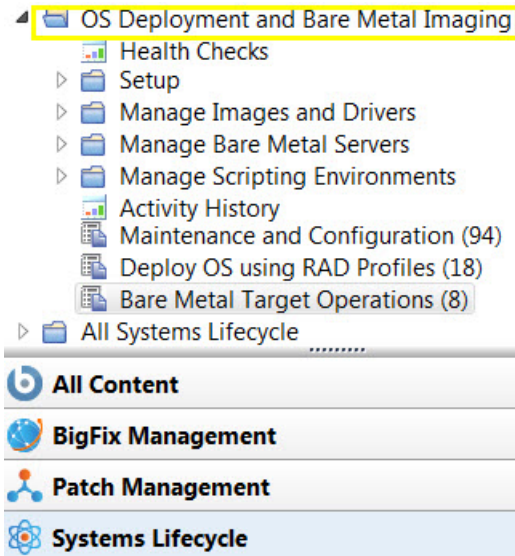 OS Deployment and Bare Metal Imaging
Health Checks
Setup
Manage Images and Drivers
Manage Bare Metal Servers
Manage Scripting Environments
Activity History
Maintenance and Configuration (94)
Deploy OS using RAD Profiles (18)
Bare Metal Target Operations (8)
All Systems Lifecycle
All Content
BigFix Management
Patch Management
Systems Lifecycle